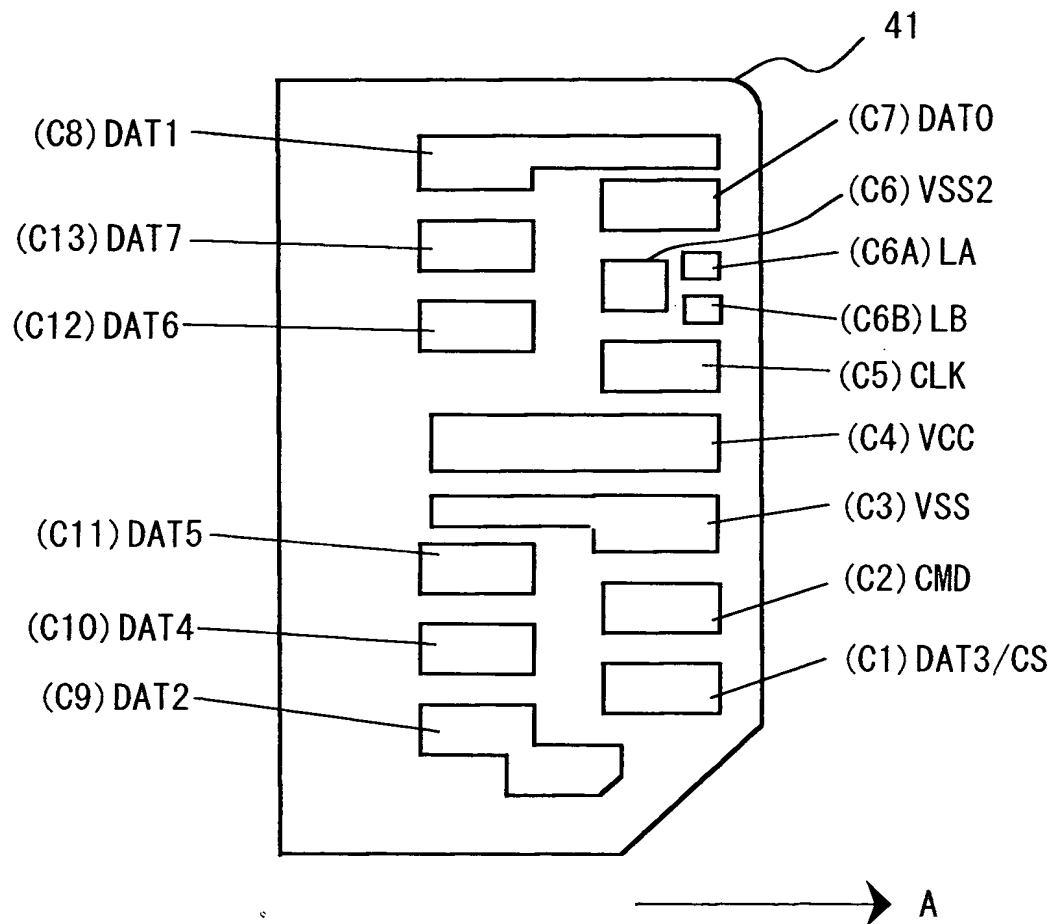 41
(C8) DAT1
(C13) DAT7
(C12) DAT6
(C11) DAT5
(C10) DAT4
(C9) DAT2
(C7) DAT0
(C6) VSS2
(C6A) LA
(C6B) LB
(C5) CLK
(C4) VCC
(C3) VSS
(C2) CMD
(C1) DAT3/CS
A